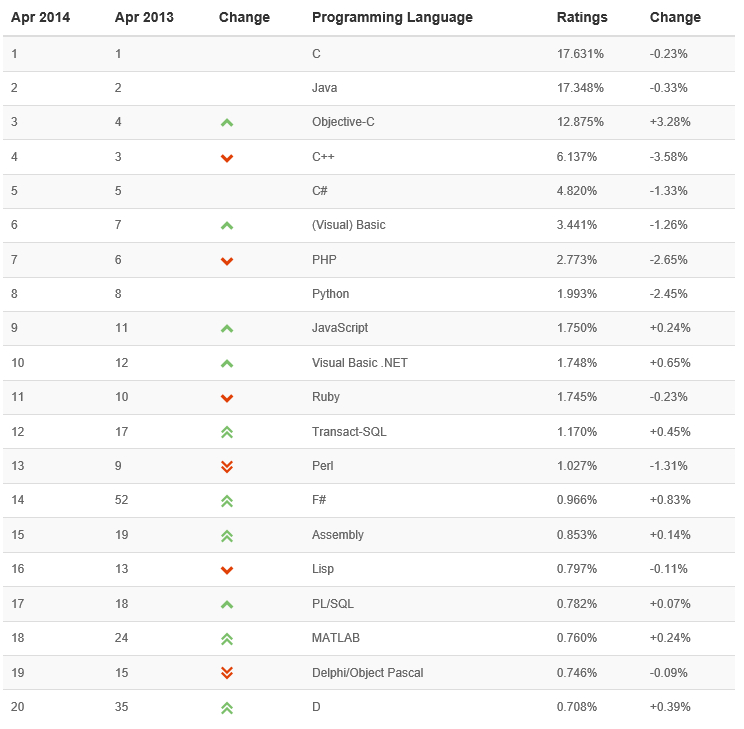 Apr 2014 Apr 2013 Change Programming Language Ratings Change
1 1 C 17.631% -0.23%
2 2 Java 17.348% -0.33%
3 4 Objective-C 12.875% +3.28%
4 3 C++ 6.137% -3.58%
5 5 C# 4.820% -1.33%
6 7 (Visual) Basic 3.441% -1.26%
7 6 PHP 2.773% -2.65%
8 8 Python 1.993% -2.45%
9 11 JavaScript 1.750% +0.24%
10 12 Visual Basic .NET 1.748% +0.65%
11 10 Ruby 1.745% -0.23%
12 17 Transact-SQL 1.170% +0.45%
13 9 Perl 1.027% -1.31%
14 52 F# 0.966% +0.83%
15 19 Assembly 0.853% +0.14%
16 13 Lisp 0.797% -0.11%
17 18 PL/SQL 0.782% +0.07%
18 24 MATLAB 0.760% +0.24%
19 15 Delphi/Object Pascal 0.746% -0.09%
20 35 D 0.708% +0.39%